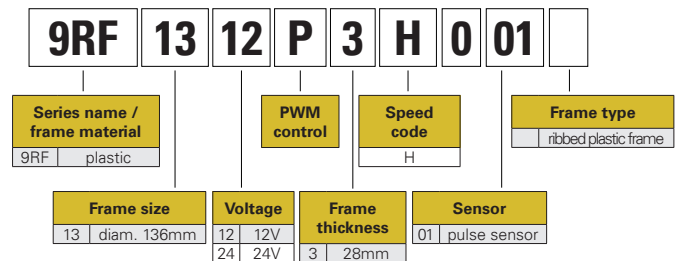 9RF 13 12 P 3 H 0 01
Series name / frame material
9RF plastic
PWM control
Speed code
H
Frame type
ribbed plastic frame
Frame size
13 diam. 136mm
Voltage
12 12V
24 24V
Frame thickness
3 28mm
Sensor
01 pulse sensor